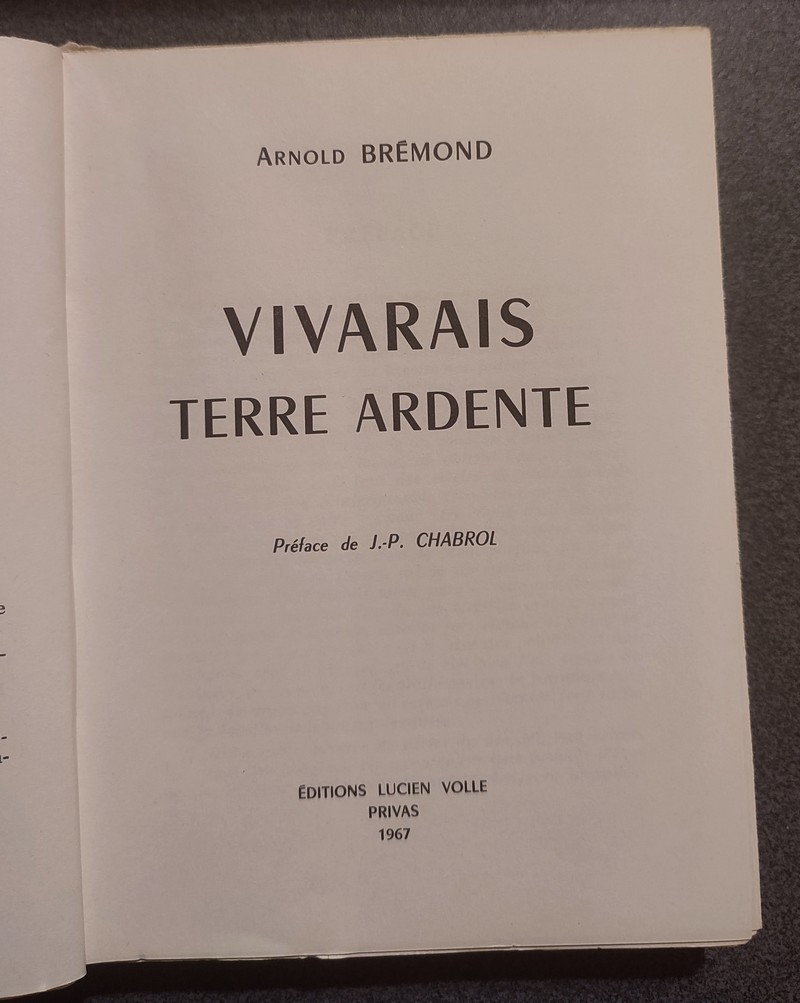 ARNOLD BRÉMOND
VIVARAIS
TERRE ARDENTE
Préface de J.-P. CHABROL
ÉDITIONS LUCIEN VOLLE
PRIVAS
1967